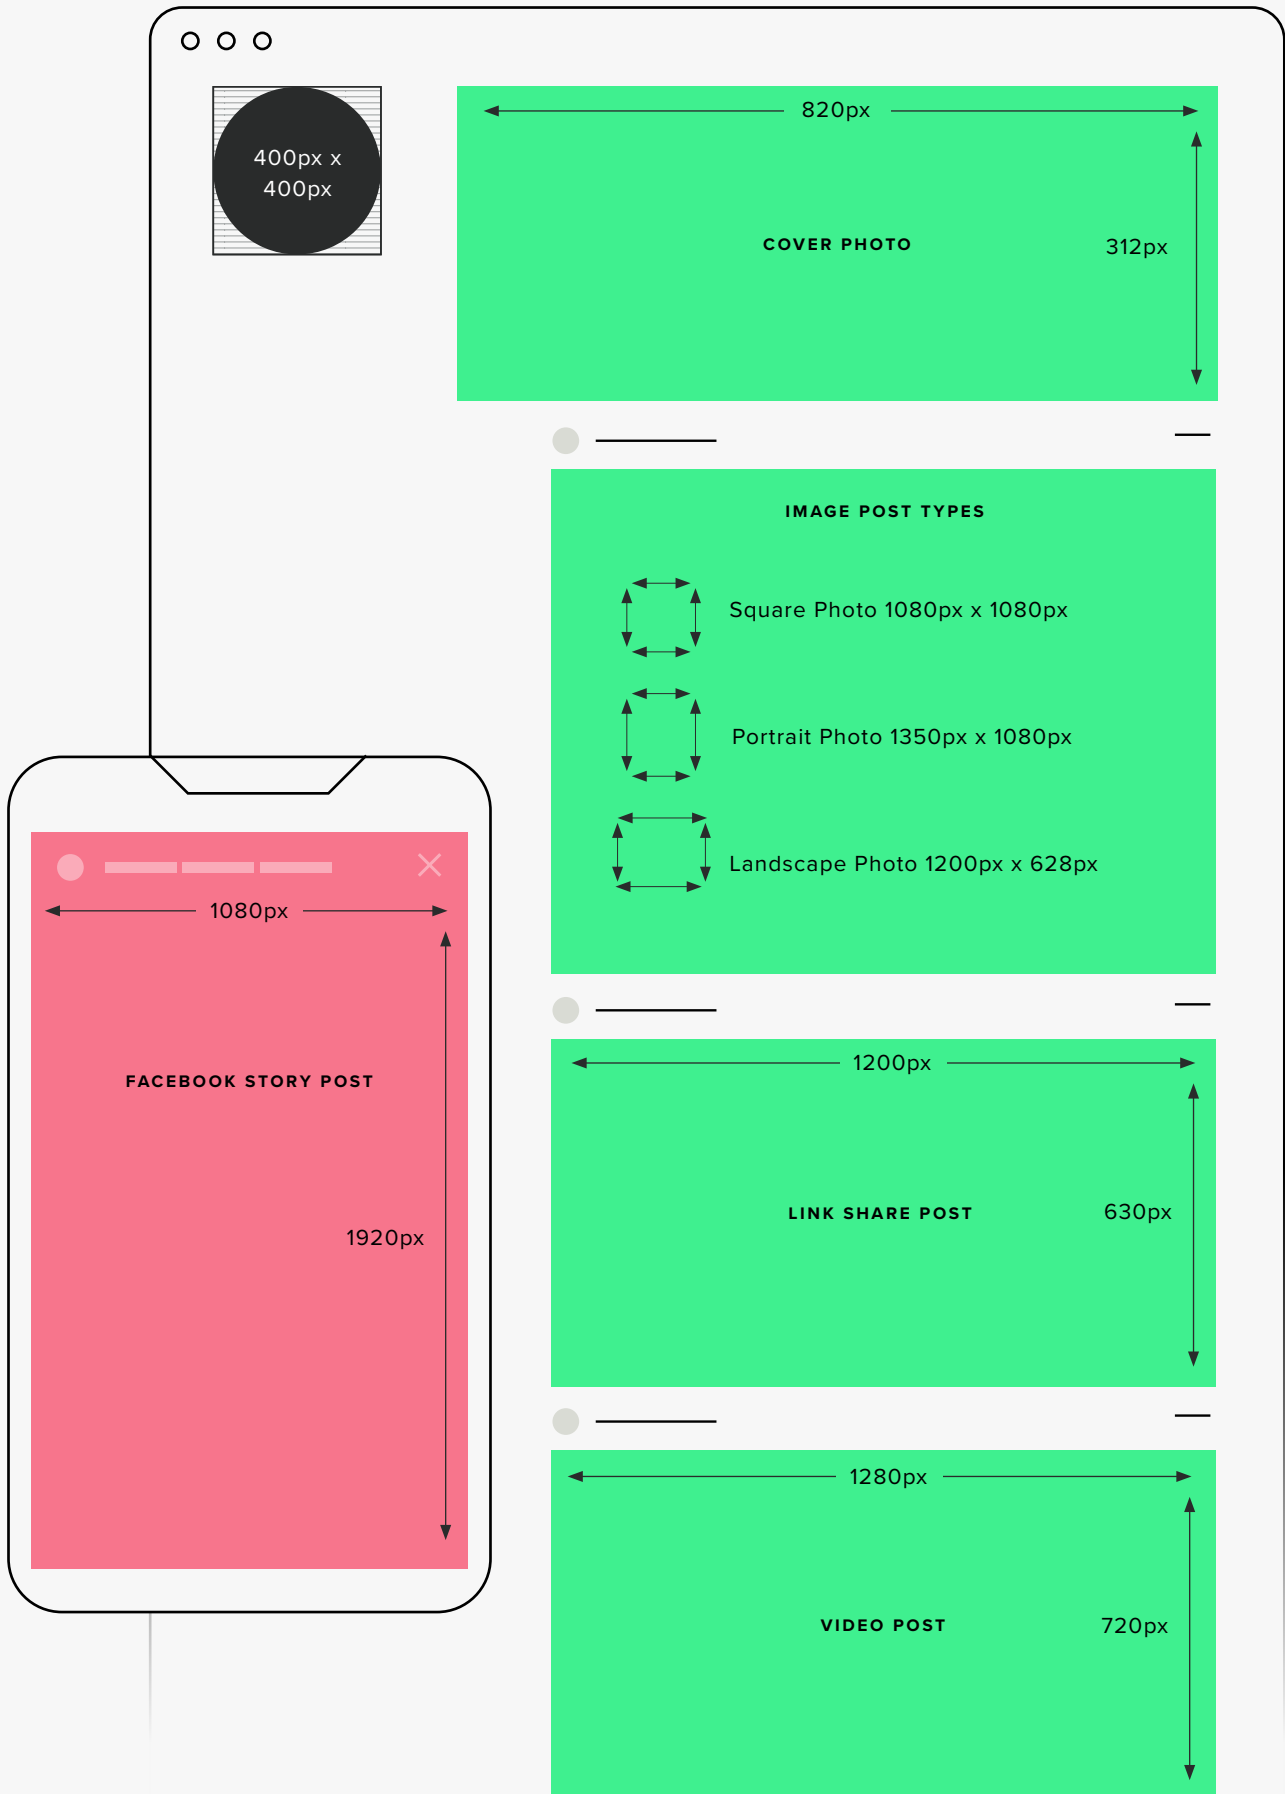 400px x
400px
820px
COVER PHOTO
312px
IMAGE POST TYPES
Square Photo 1080px x 1080px
Portrait Photo 1350px x 1080px
Landscape Photo 1200px x 628px
1080px
FACEBOOK STORY POST
1920px
1200px
LINK SHARE POST
630px
1280px
VIDEO POST
720px